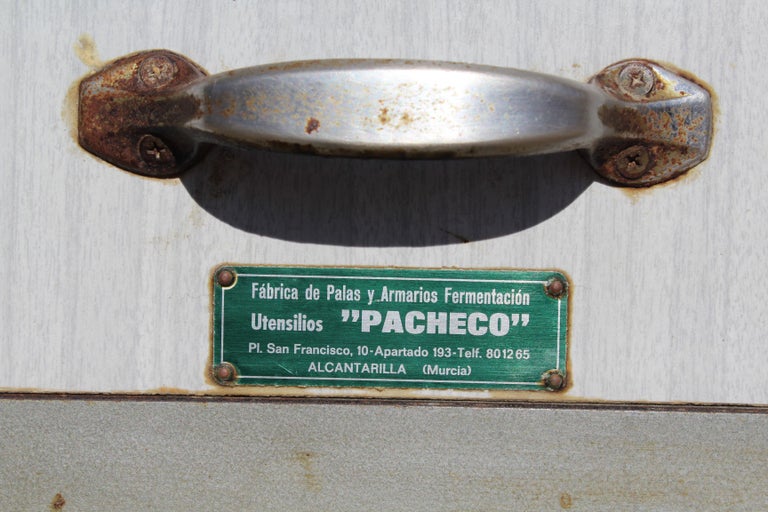 Fábrica de Palas y Armarios Fermentación
Utensilios "PACHECO"
Pl. San Francisco, 10-Apartado 193-Telf. 801265
ALCANTARILLA (Murcia)